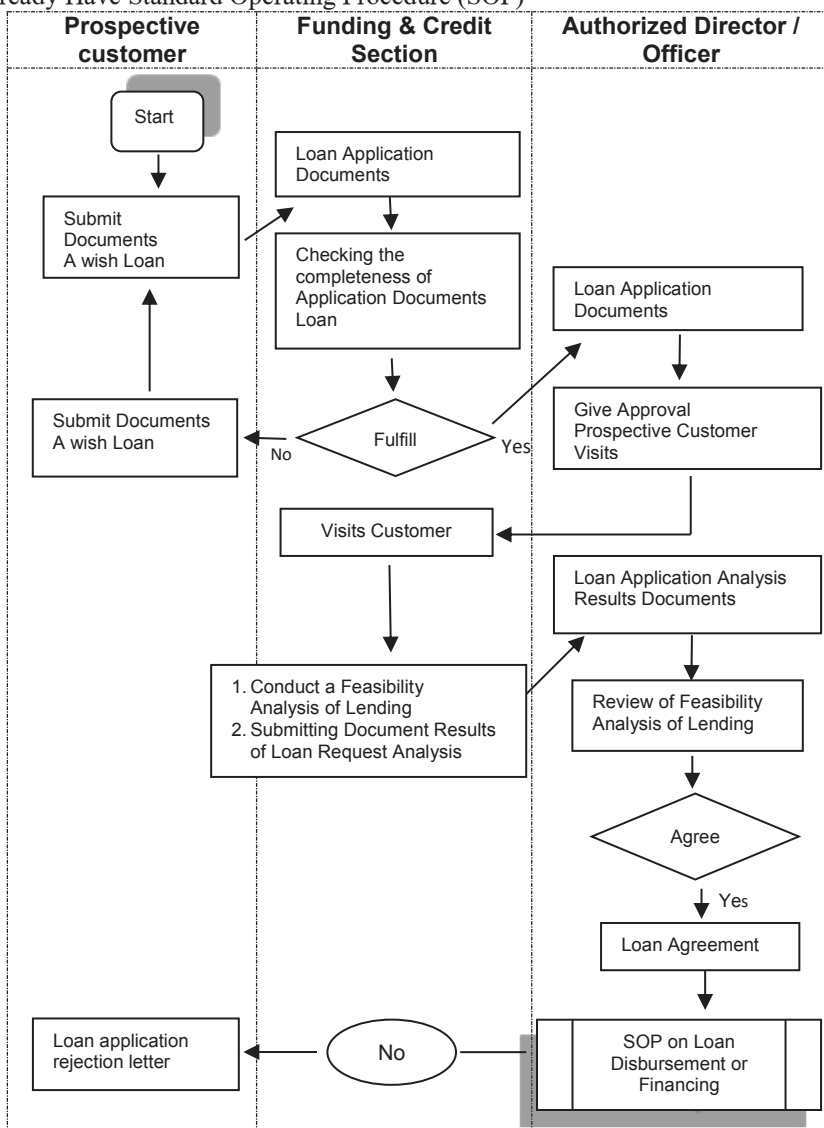 ready Have Standard Operating Procedure (SOP)
Prospective
customer
Funding & Credit
Section
Authorized Director /
Officer
Start
Loan Application
Documents
Submit
Documents
A wish Loan
Checking the
completeness of
Application Documents
Loan
Loan Application
Documents
Submit Documents
A wish Loan
No
Fulfill
Yes
Give Approval
Prospective Customer
Visits
Visits Customer
Loan Application Analysis
Results Documents
1. Conduct a Feasibility
Analysis of Lending
2. Submitting Document Results
of Loan Request Analysis
Review of Feasibility
Analysis of Lending
Agree
Yes
Loan Agreement
Loan application
rejection letter
No
SOP on Loan
Disbursement or
Financing